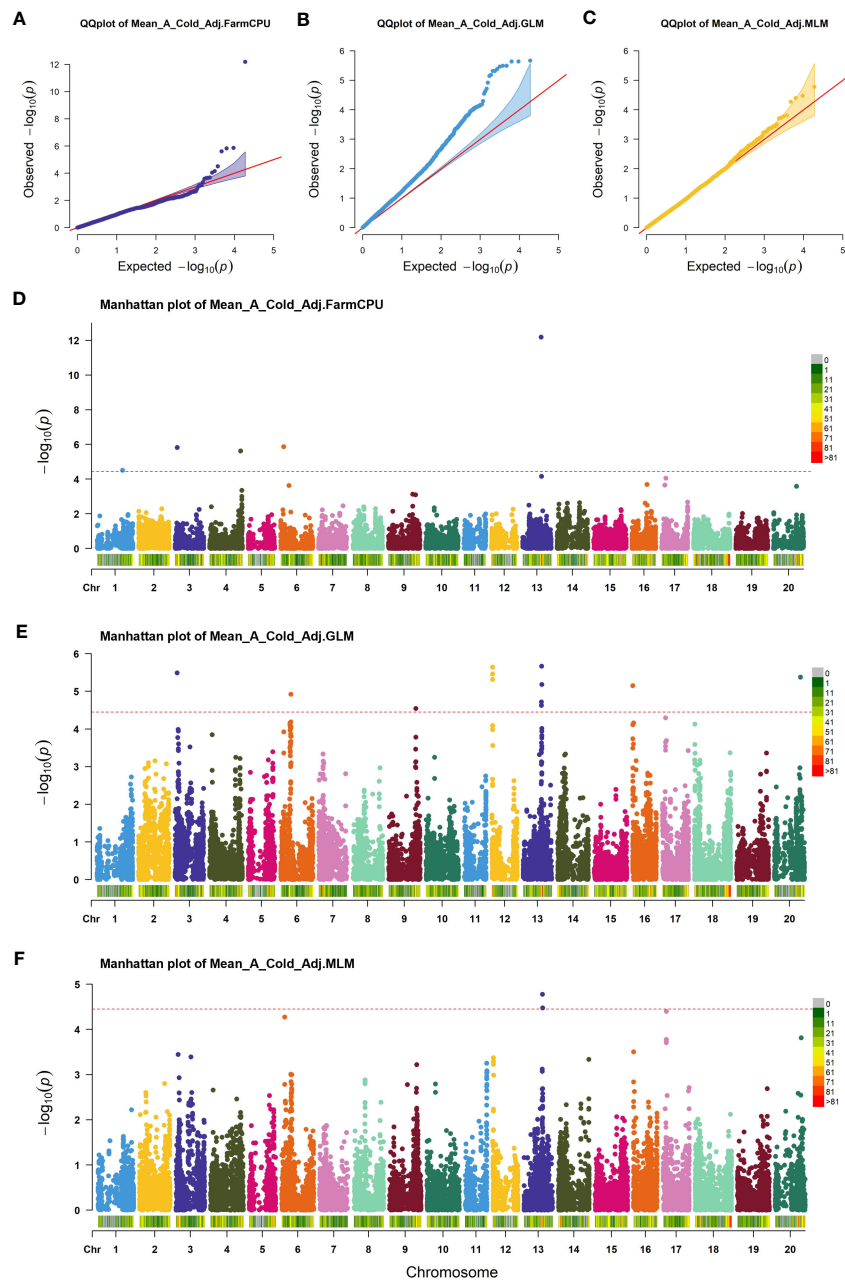 A
QQplot of Mean_A_Cold_Adj.FarmCPU
Observed −log10(p)
12
10
8
6
4
2
0
0 1 2 3 4 5
Expected −log10(p)
B
QQplot of Mean_A_Cold_Adj.GLM
Observed −log10(p)
6
5
4
3
2
1
0
0 1 2 3 4 5
Expected −log10(p)
C
QQplot of Mean_A_Cold_Adj.MLM
Observed −log10(p)
6
5
4
3
2
1
0
0 1 2 3 4 5
Expected −log10(p)
D
Manhattan plot of Mean_A_Cold_Adj.FarmCPU
−log10(p)
12
10
8
6
4
2
0
0
1
11
21
31
41
51
61
71
81
>81
Chr 1 2 3 4 5 6 7 8 9 10 11 12 13 14 15 16 17 18 19 20
E
Manhattan plot of Mean_A_Cold_Adj.GLM
−log10(p)
6
5
4
3
2
1
0
0
1
11
21
31
41
51
61
71
81
>81
Chr 1 2 3 4 5 6 7 8 9 10 11 12 13 14 15 16 17 18 19 20
F
Manhattan plot of Mean_A_Cold_Adj.MLM
−log10(p)
5
4
3
2
1
0
0
1
11
21
31
41
51
61
71
81
>81
Chr 1 2 3 4 5 6 7 8 9 10 11 12 13 14 15 16 17 18 19 20
Chromosome